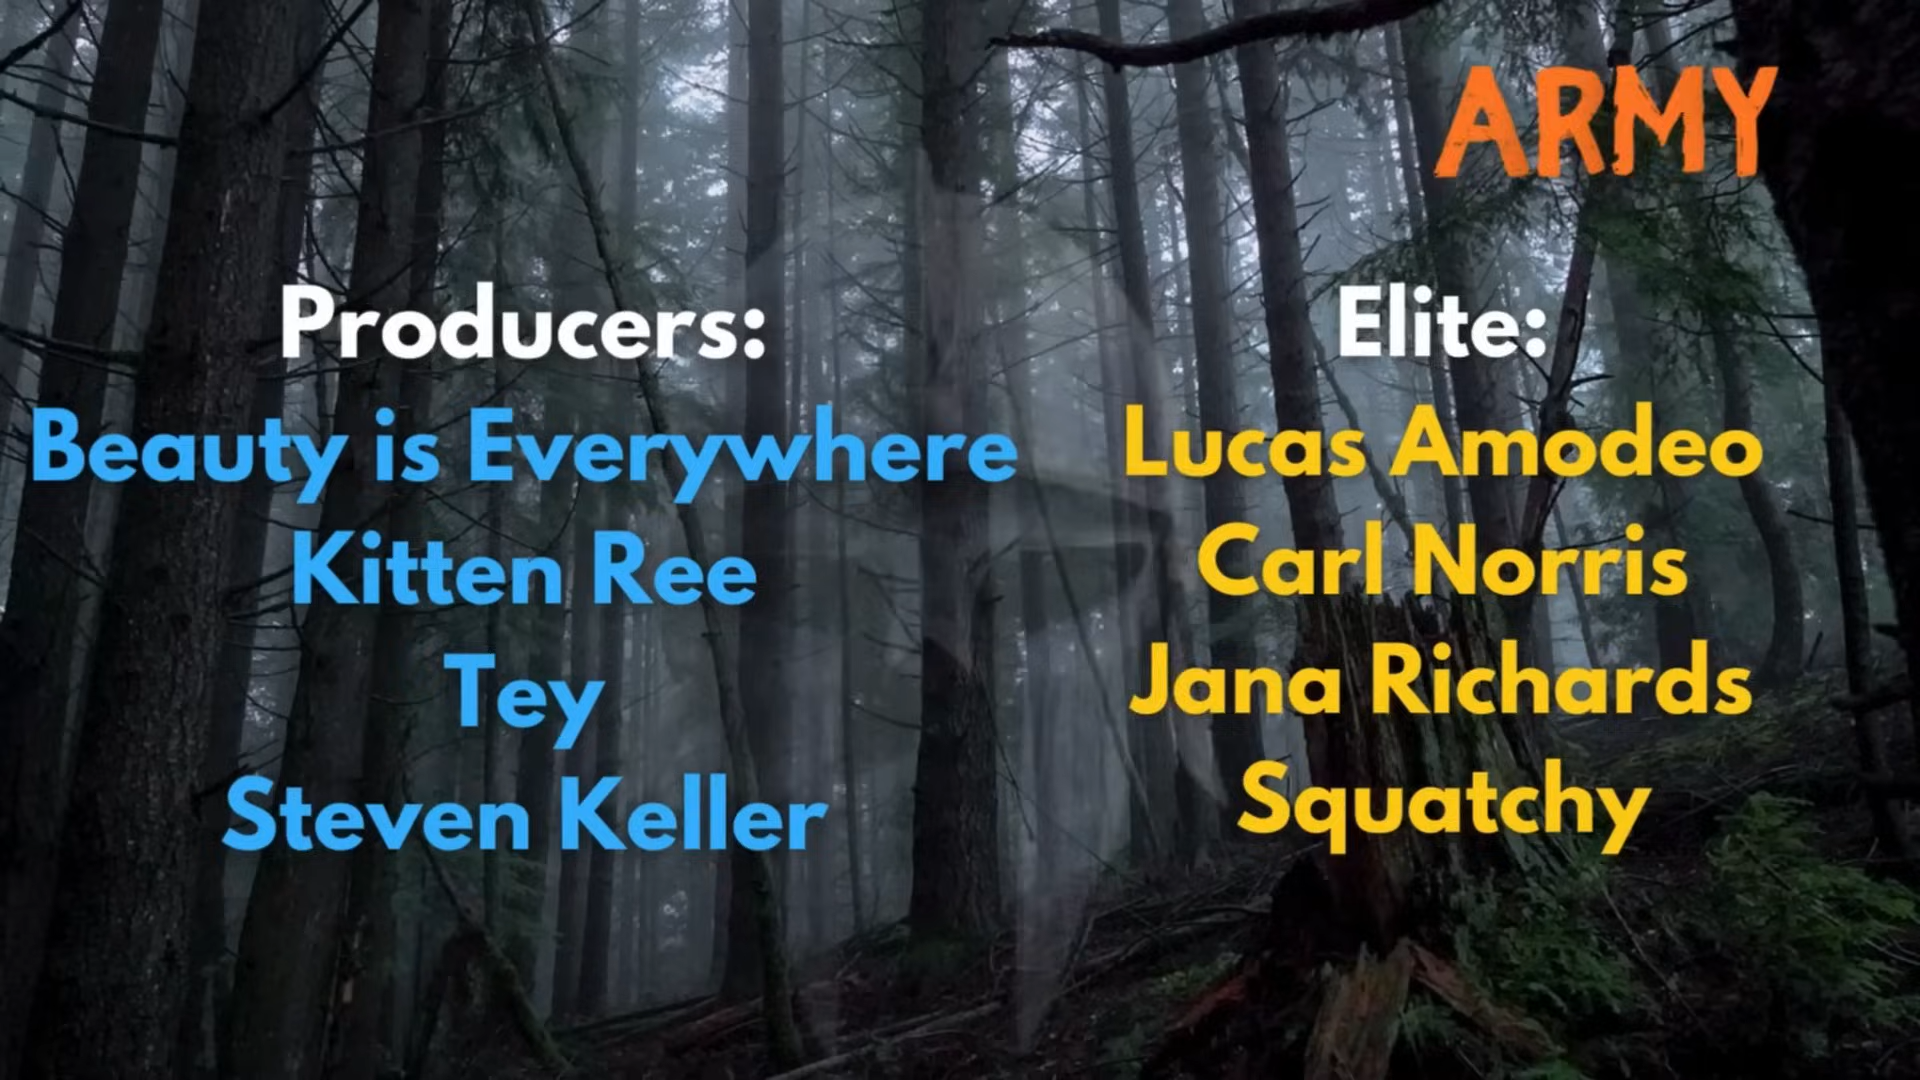 ARMY
Producers:
Beauty is Everywhere
Kitten Ree
Tey
Steven Keller
Elite:
Lucas Amodeo
Carl Norris
Jana Richards
Squatchy